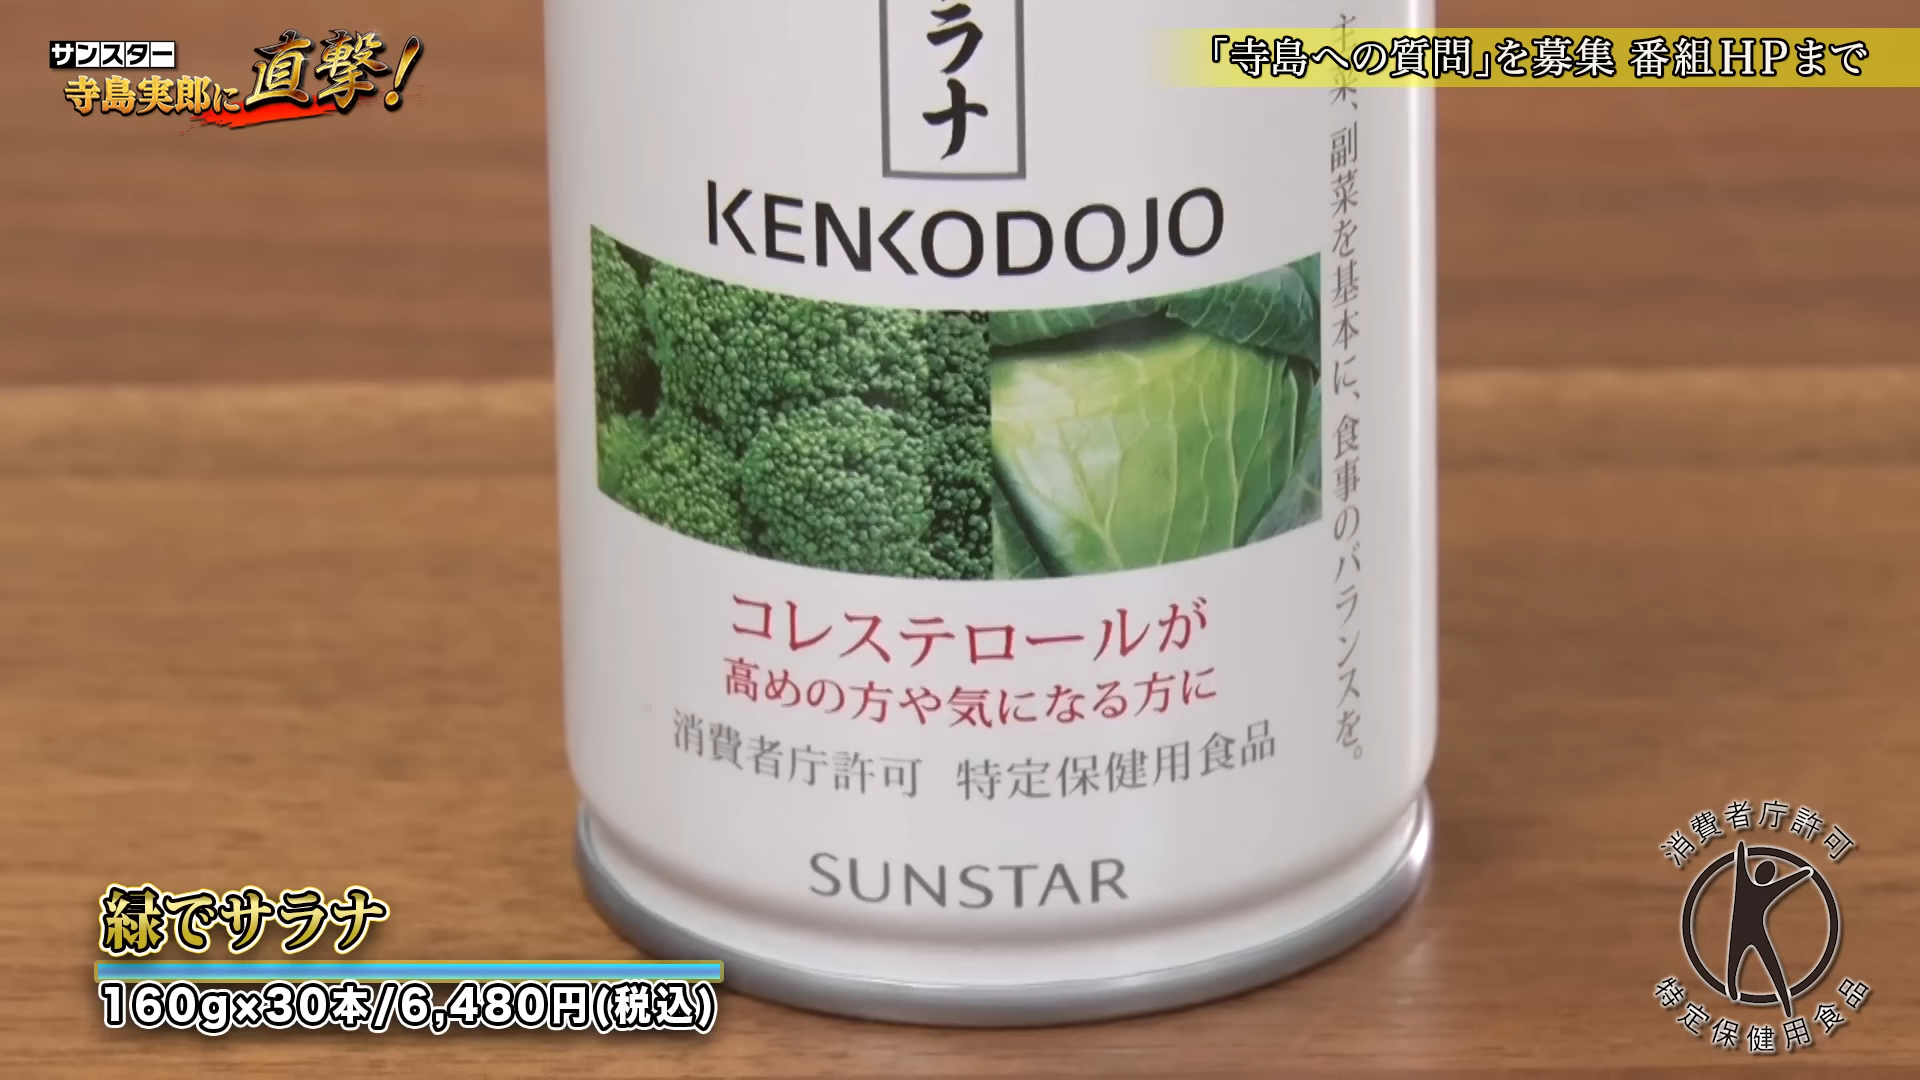 サンスター
寺島実郎に直撃!
「寺島への質問」を募集 番組HPまで
ラナ
KENKODOJO
主菜、副菜を基本に、食事のバランスを。
コレステロールが
高めの方や気になる方に
消費者庁許可 特定保健用食品
SUNSTAR
緑でサラナ
160g×30本/6,480円(税込)
消費者庁許可
特定保健用食品